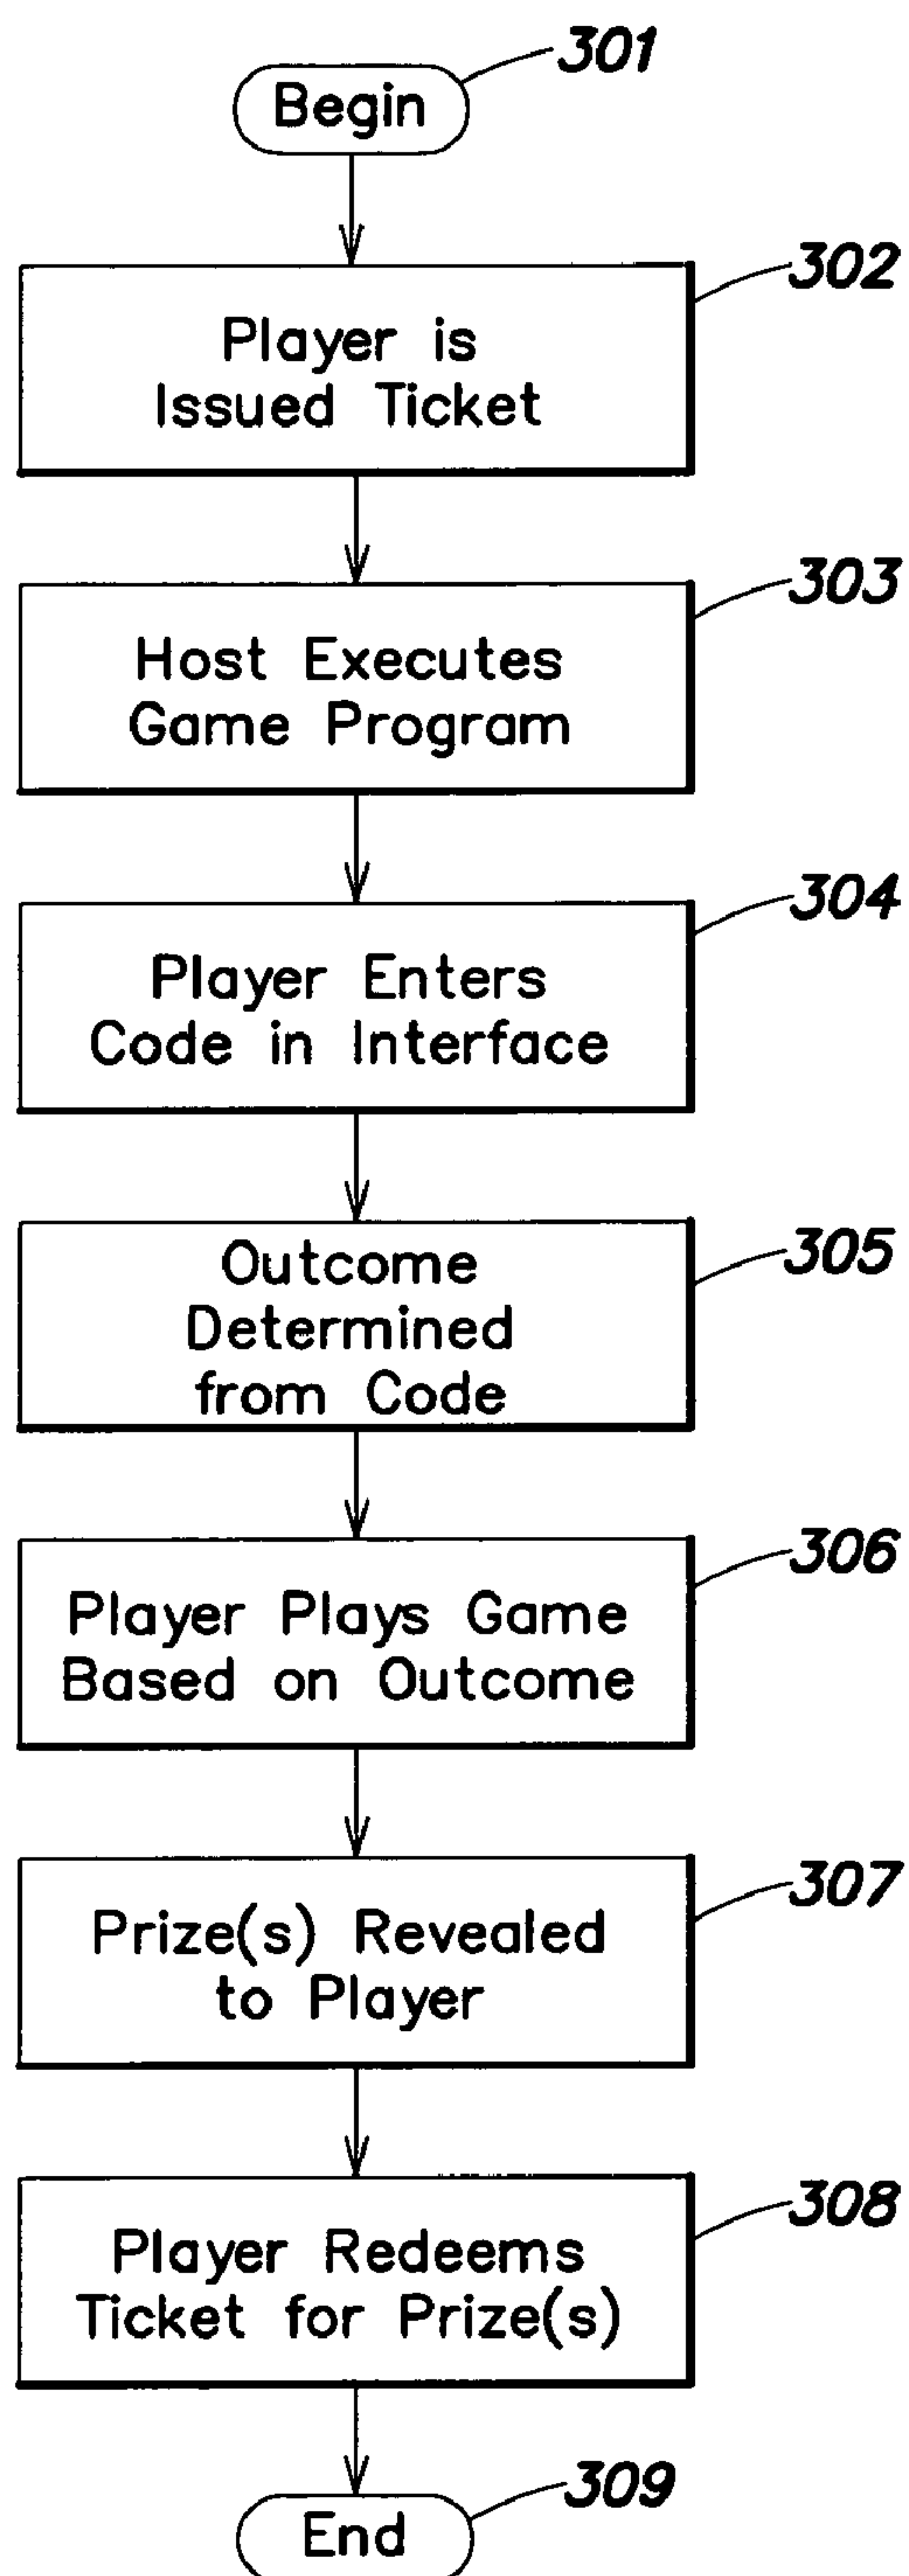 301
Begin
302
Player is
Issued Ticket
303
Host Executes
Game Program
304
Player Enters
Code in Interface
305
Outcome
Determined
from Code
306
Player Plays Game
Based on Outcome
307
Prize(s) Revealed
to Player
308
Player Redeems
Ticket for Prize(s)
309
End